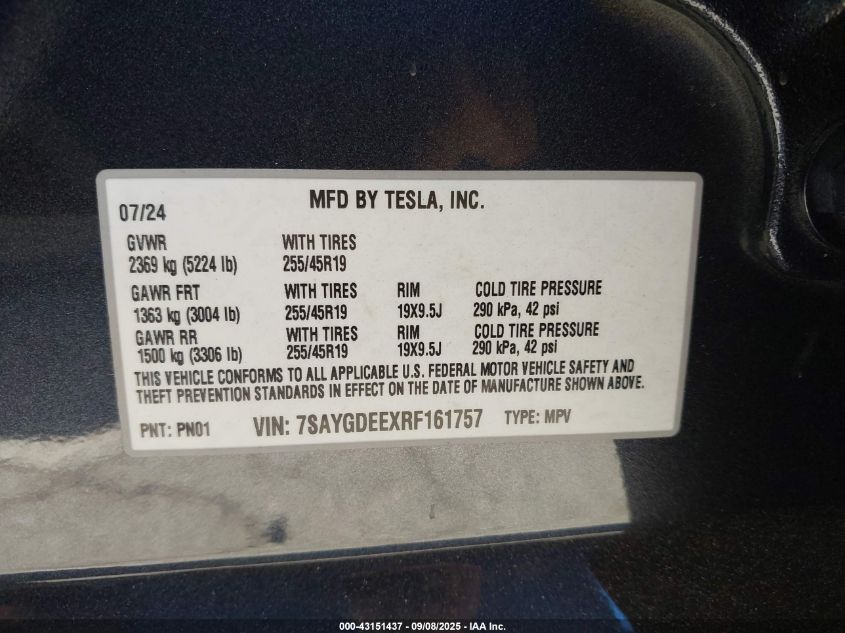 MFD BY TESLA, INC.
07/24
GVWR WITH TIRES
2369 kg (5224 lb) 255/45R19
GAWR FRT WITH TIRES RIM COLD TIRE PRESSURE
1363 kg (3004 lb) 255/45R19 19X9.5J 290 kPa, 42 psi
GAWR RR WITH TIRES RIM COLD TIRE PRESSURE
1500 kg (3306 lb) 255/45R19 19X9.5J 290 kPa, 42 psi
THIS VEHICLE CONFORMS TO ALL APPLICABLE U.S. FEDERAL MOTOR VEHICLE SAFETY AND
THEFT PREVENTION STANDARDS IN EFFECT ON THE DATE OF MANUFACTURE SHOWN ABOVE.
PNT: PN01 VIN: 7SAYGDEEXRF161757 TYPE: MPV
000-43151437 - 09/08/2025 - IAA Inc.